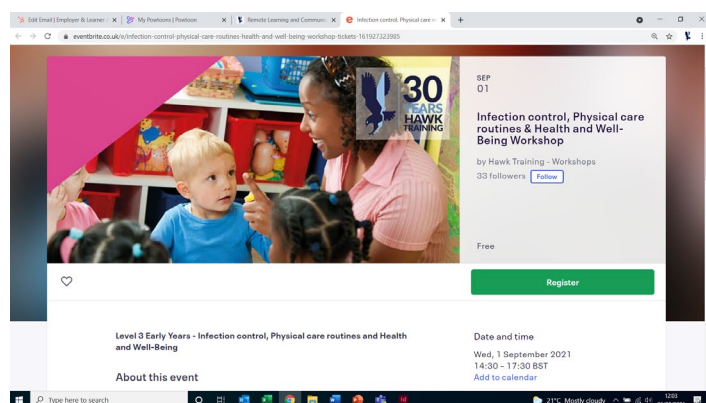 Edit Email | Employer & Learner
My Powtoons | Powtoon
Remote Learning and Communic
Infection control, Physical care ro
eventbrite.co.uk/e/infection-control-physical-care-routines-health-and-well-being-workshop-tickets-161927323985
30
YEARS
HAWK
TRAINING
SEP
01
Infection control, Physical care
routines & Health and Well-
Being Workshop
by Hawk Training - Workshops
33 followers Follow
Free
Register
Level 3 Early Years - Infection control, Physical care routines and Health
and Well-Being
About this event
Date and time
Wed, 1 September 2021
14:30 – 17:30 BST
Add to calendar
Type here to search
21°C Mostly cloudy
12:03